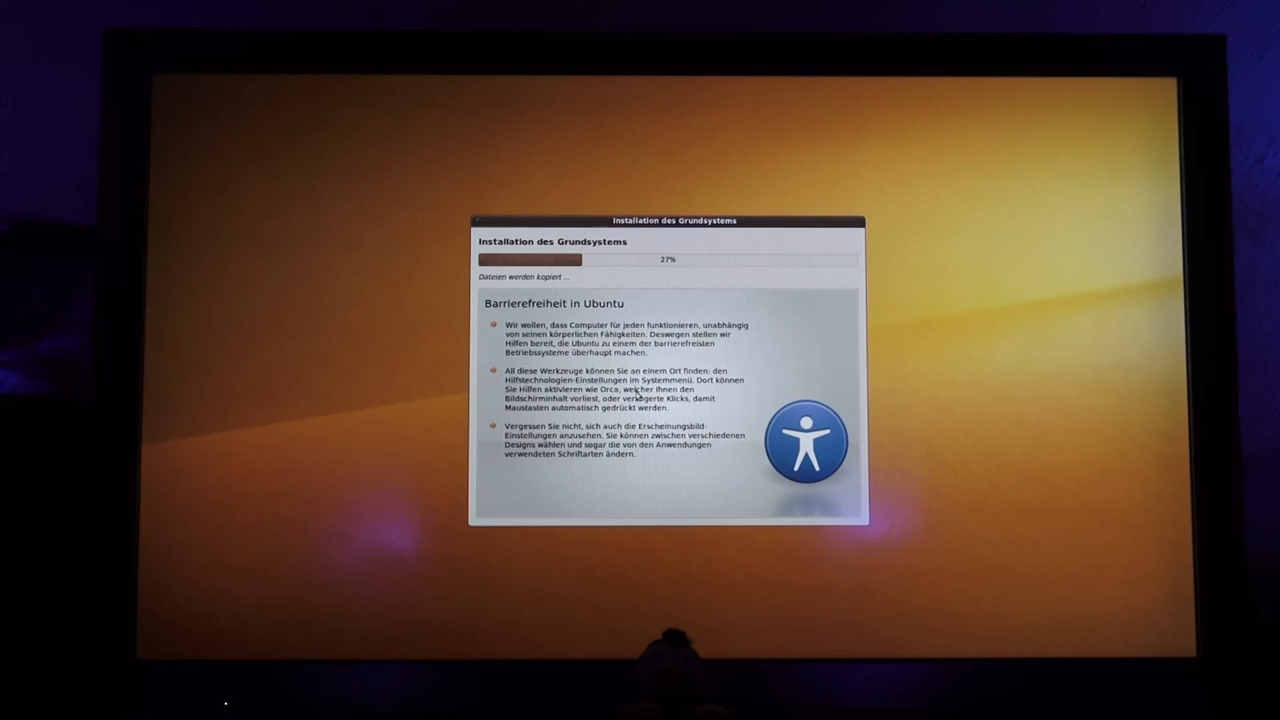 Installation des Grundsystems
Installation des Grundsystems
27%
Dateien werden kopiert ...
Barrierefreiheit in Ubuntu
Wir wollen, dass Computer für jeden funktionieren, unabhängig
von seinen körperlichen Fähigkeiten. Deswegen stellen wir
Hilfen bereit, die Ubuntu zu einem der barrierefreisten
Betriebssysteme überhaupt machen.
All diese Werkzeuge können Sie an einem Ort finden: den
Hilfstechnologien-Einstellungen im Systemmenü. Dort können
Sie Hilfen aktivieren wie Orca, welcher Ihnen den
Bildschirminhalt vorliest, oder verzögerte Klicks, damit
Maustasten automatisch gedrückt werden.
Vergessen Sie nicht, sich auch die Erscheinungsbild-
Einstellungen anzusehen. Sie können zwischen verschiedenen
Designs wählen und sogar die von den Anwendungen
verwendeten Schriftarten ändern.